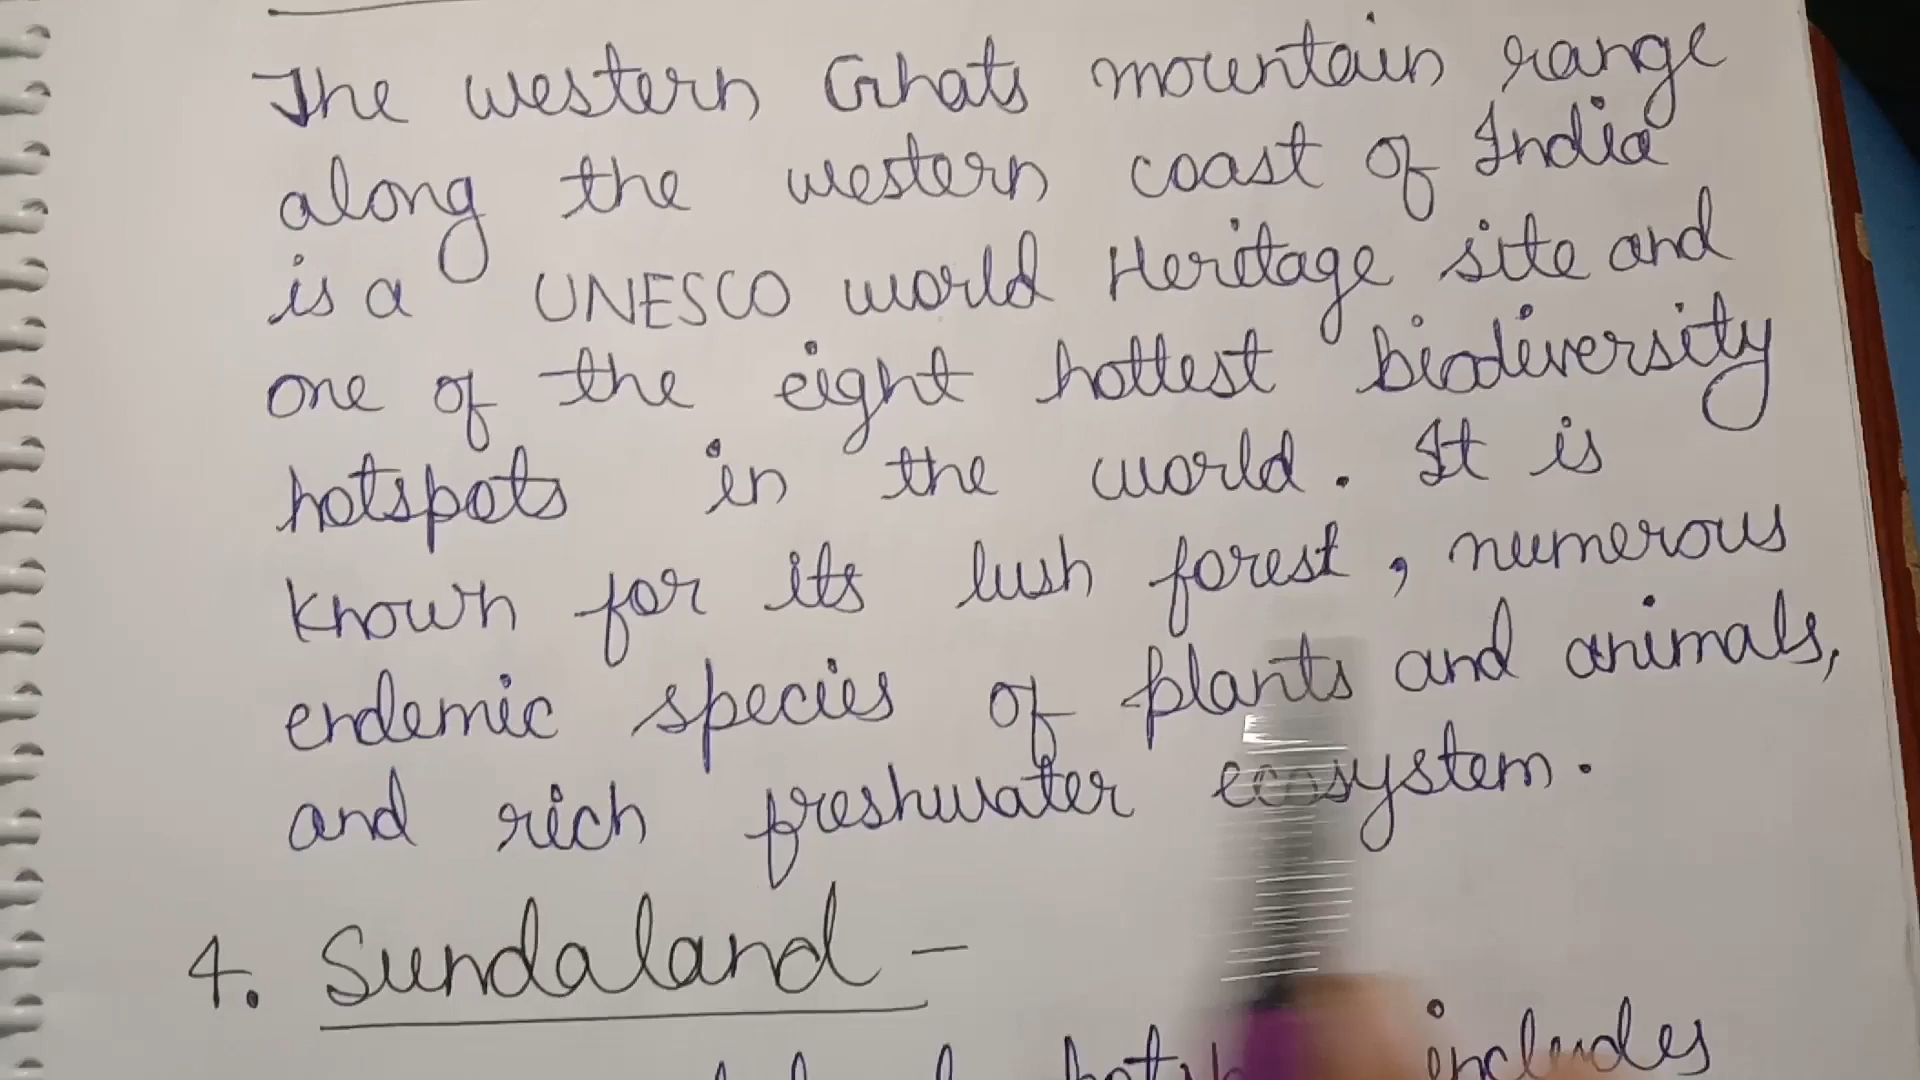 The western Ghats mountain range
along the western coast of India
is a UNESCO world Heritage site and
one of the eight hottest biodiversity
hotspots in the world. It is
known for its lush forest, numerous
endemic species of plants and animals,
and rich freshwater ecosystem.
4. Sundaland -
includes